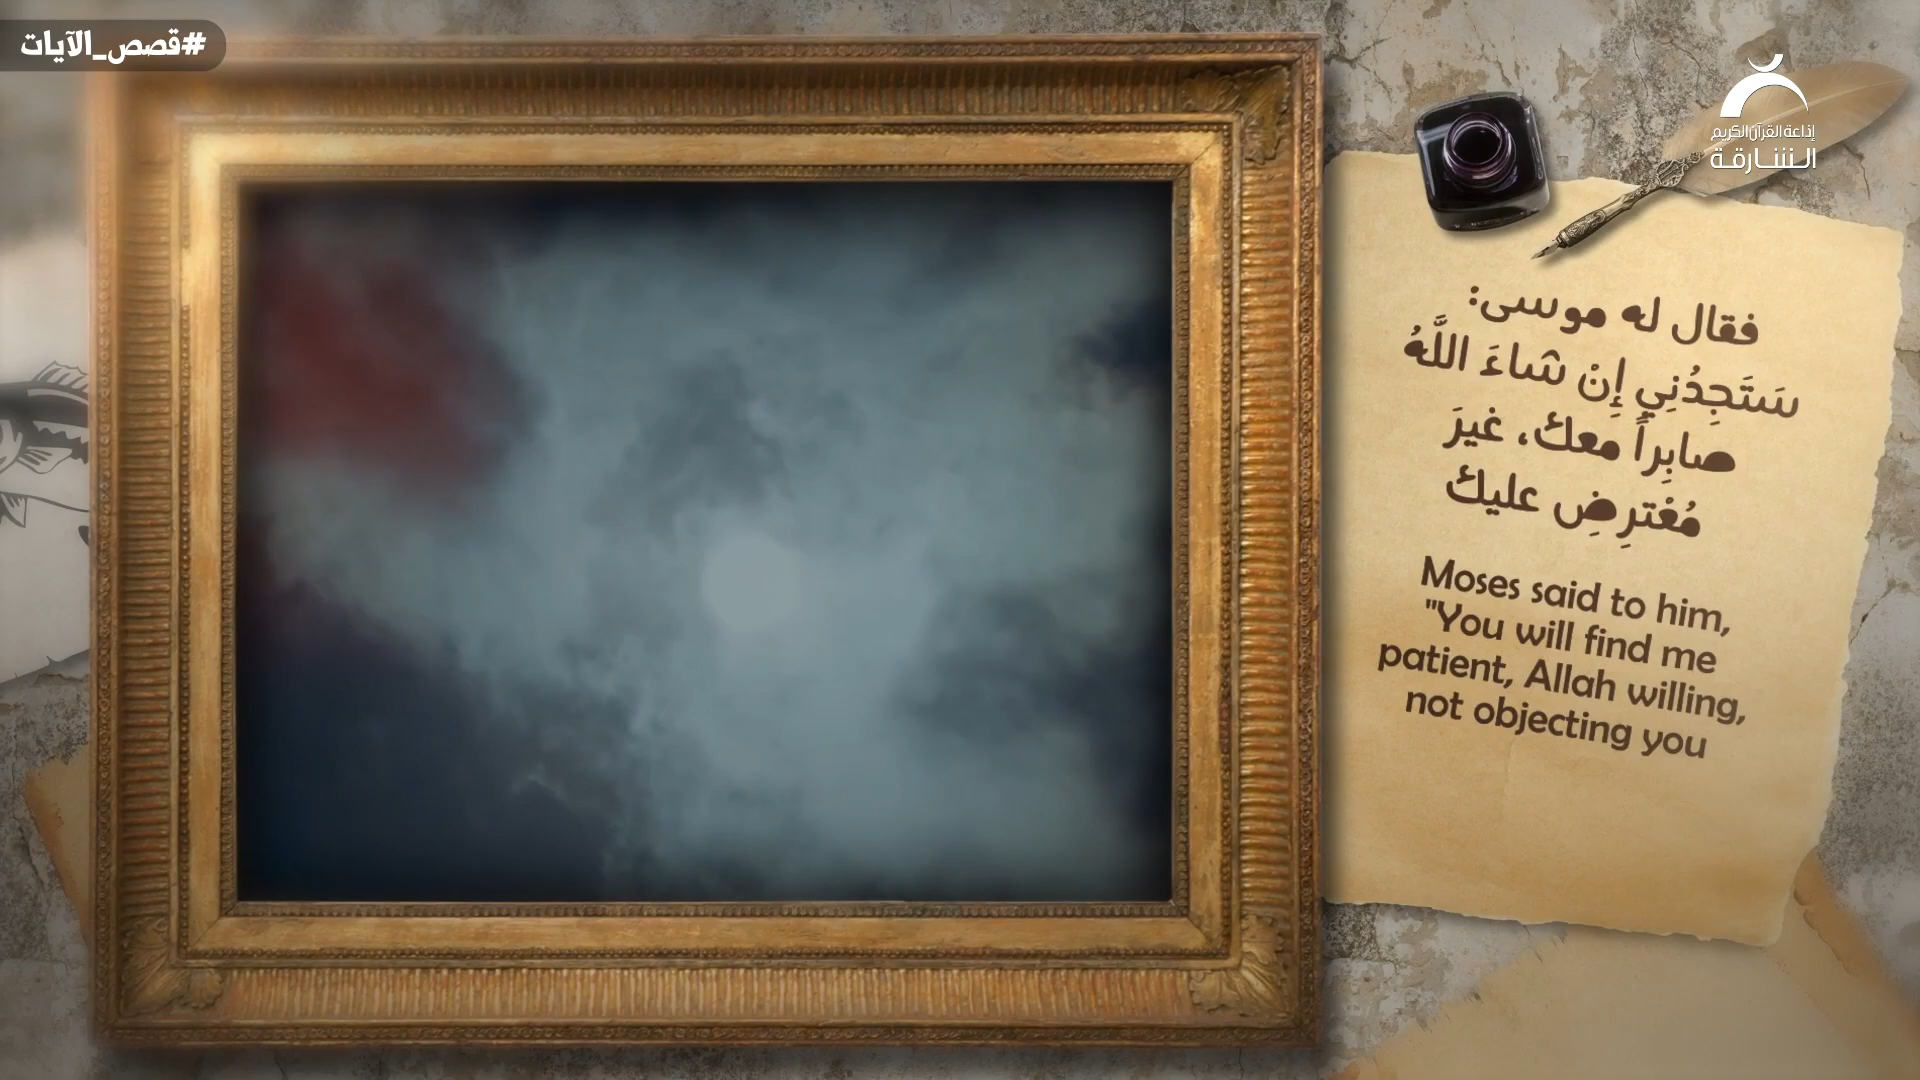 #قصص_الآيات
إذاعة القرآن الكريم
الشارقة
فقال له موسى:
سَتَجِدُنِي إِنْ شاءَ اللَّهُ
صابِراً معك، غيرَ
مُعْترِضٍ عليك
Moses said to him,
"You will find me
patient, Allah willing,
not objecting you